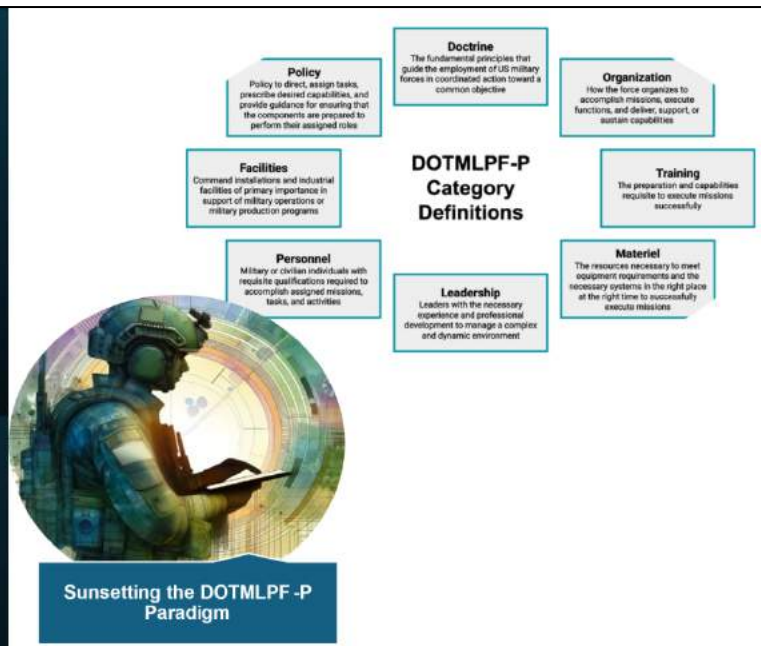 DOTMLPF-P
Category
Definitions
Doctrine
The fundamental principles that
guide the employment of US military
forces in coordinated action toward a
common objective
Organization
How the force organizes to
accomplish missions, execute
functions, and deliver, support, or
sustain capabilities
Training
The preparation and capabilities
requisite to execute missions
successfully
Materiel
The resources necessary to meet
equipment requirements and the
necessary systems in the right place
at the right time to successfully
execute missions
Leadership
Leaders with the necessary
experience and professional
development to manage a complex
and dynamic environment
Personnel
Military or civilian individuals with
requisite qualifications required to
accomplish assigned missions,
tasks, and activities
Facilities
Command installations and industrial
facilities of primary importance in
support of military operations or
military production programs
Policy
Policy to direct, assign tasks,
prescribe desired capabilities, and
provide guidance for ensuring that
the components are prepared to
perform their assigned roles
Sunsetting the DOTMLPF -P
Paradigm